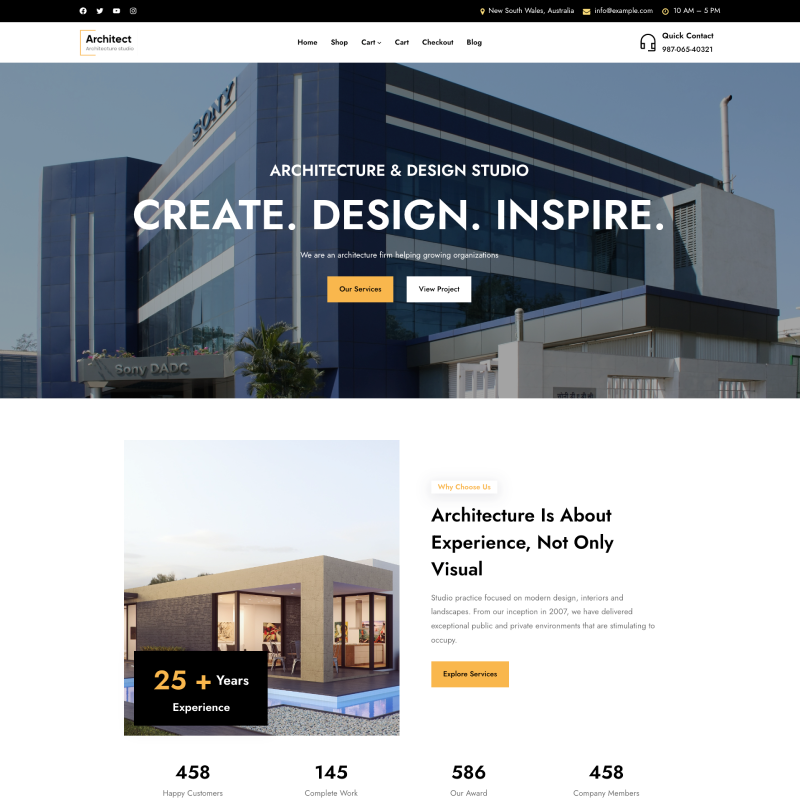 New South Wales, Australia info@example.com 10 AM – 5 PM
Architect
Architecture studio
Home Shop Cart Cart Checkout Blog
Quick Contact
987-065-40321
SONY
ARCHITECTURE & DESIGN STUDIO
CREATE. DESIGN. INSPIRE.
We are an architecture firm helping growing organizations
Our Services View Project
Sony DADC
Why Choose Us
Architecture Is About
Experience, Not Only
Visual
Studio practice focused on modern design, interiors and
landscapes. From our inception in 2007, we have delivered
exceptional public and private environments that are stimulating to
occupy.
Explore Services
25 + Years
Experience
458 145 586 458
Happy Customers Complete Work Our Award Company Members